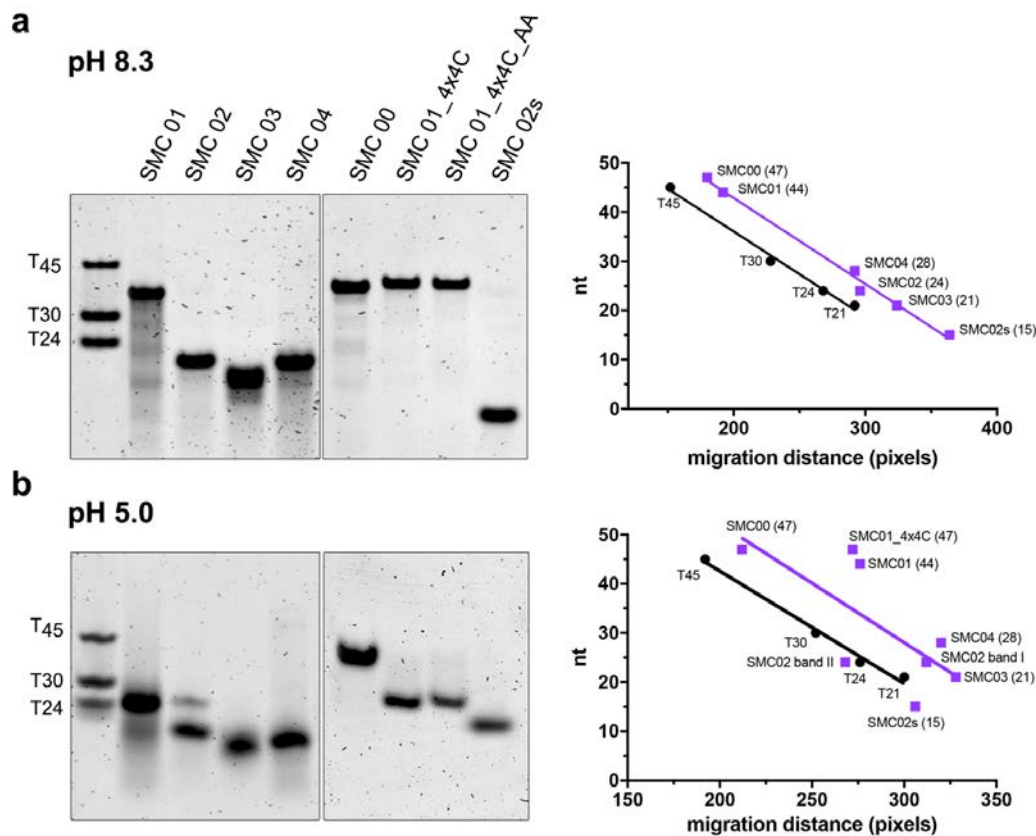 a
pH 8.3
SMC 01
SMC 02
SMC 03
SMC 04
SMC 00
SMC 01_4x4C
SMC 01_4x4C_AA
SMC 02s
T45
T30
T24
nt
50
40
30
20
10
0
SMC00 (47)
SMC01 (44)
T45
T30
SMC04 (28)
SMC02 (24)
T24
SMC03 (21)
T21
SMC02s (15)
200
300
400
migration distance (pixels)
b
pH 5.0
T45
T30
T24
nt
50
40
30
20
10
0
SMC00 (47)
SMC01_4x4C (47)
SMC01 (44)
T45
T30
SMC04 (28)
SMC02 band II
SMC02 band I
T24
SMC03 (21)
T21
SMC02s (15)
150
200
250
300
350
migration distance (pixels)